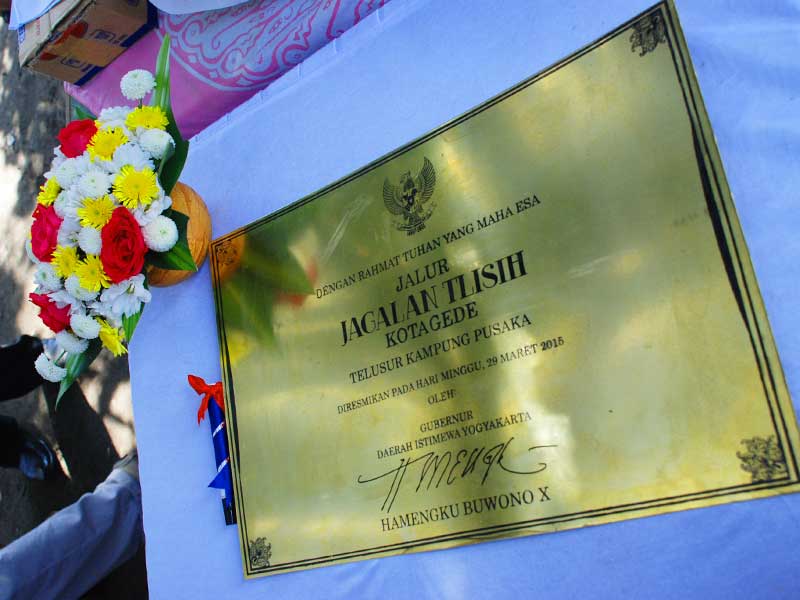 DENGAN RAHMAT TUHAN YANG MAHA ESA
JALUR
JAGALAN TLISIH
KOTAGEDE
TELUSUR KAMPUNG PUSAKA
DIRESMIKAN PADA HARI MINGGU, 29 MARET 2015
OLEH:
GUBERNUR
DAERAH ISTIMEWA YOGYAKARTA
HAMENGKU BUWONO X